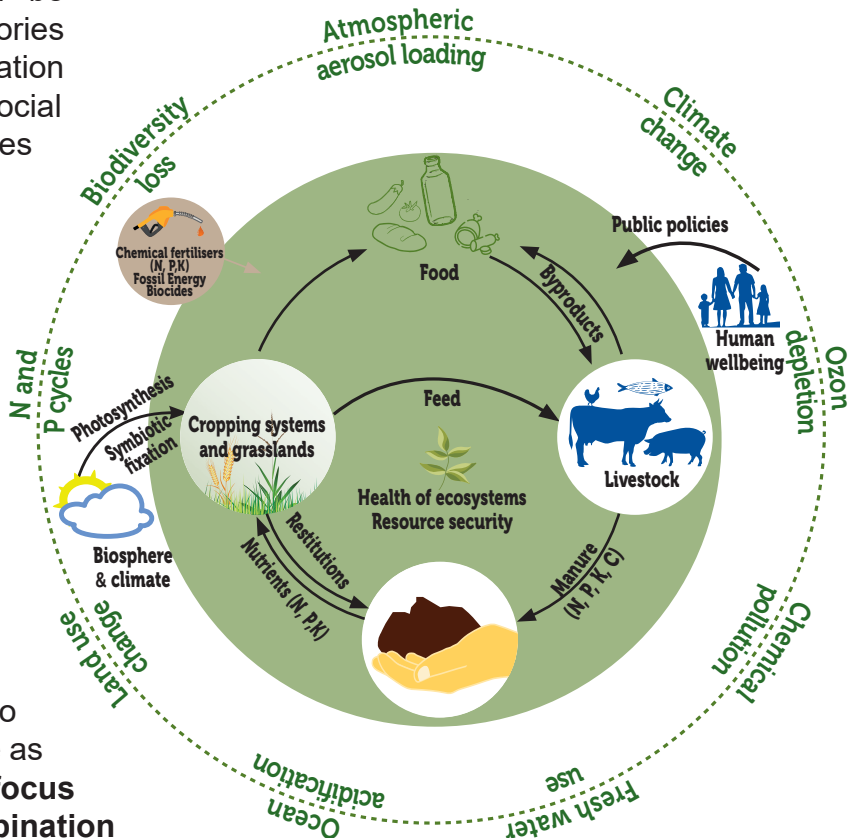 ories
ation
ocial
es
Atmospheric
aerosol loading
Climate
change
Biodiversity
loss
Chemical fertilisers
(N, P,K)
Fossil Energy
Biocides
Public policies
Food
Byproducts
Human
wellbeing
Ozon
depletion
N and
P cycles
Photosynthesis
Symbiotic
fixation
Cropping systems
and grasslands
Feed
Livestock
Health of ecosystems
Resource security
Biosphere
& climate
Restitutions
Nutrients (N, P,K)
Manure
(N, P, K, C)
Land use
change
Chemical
pollution
Ocean
acidification
Fresh water
use
o
as
focus
bination